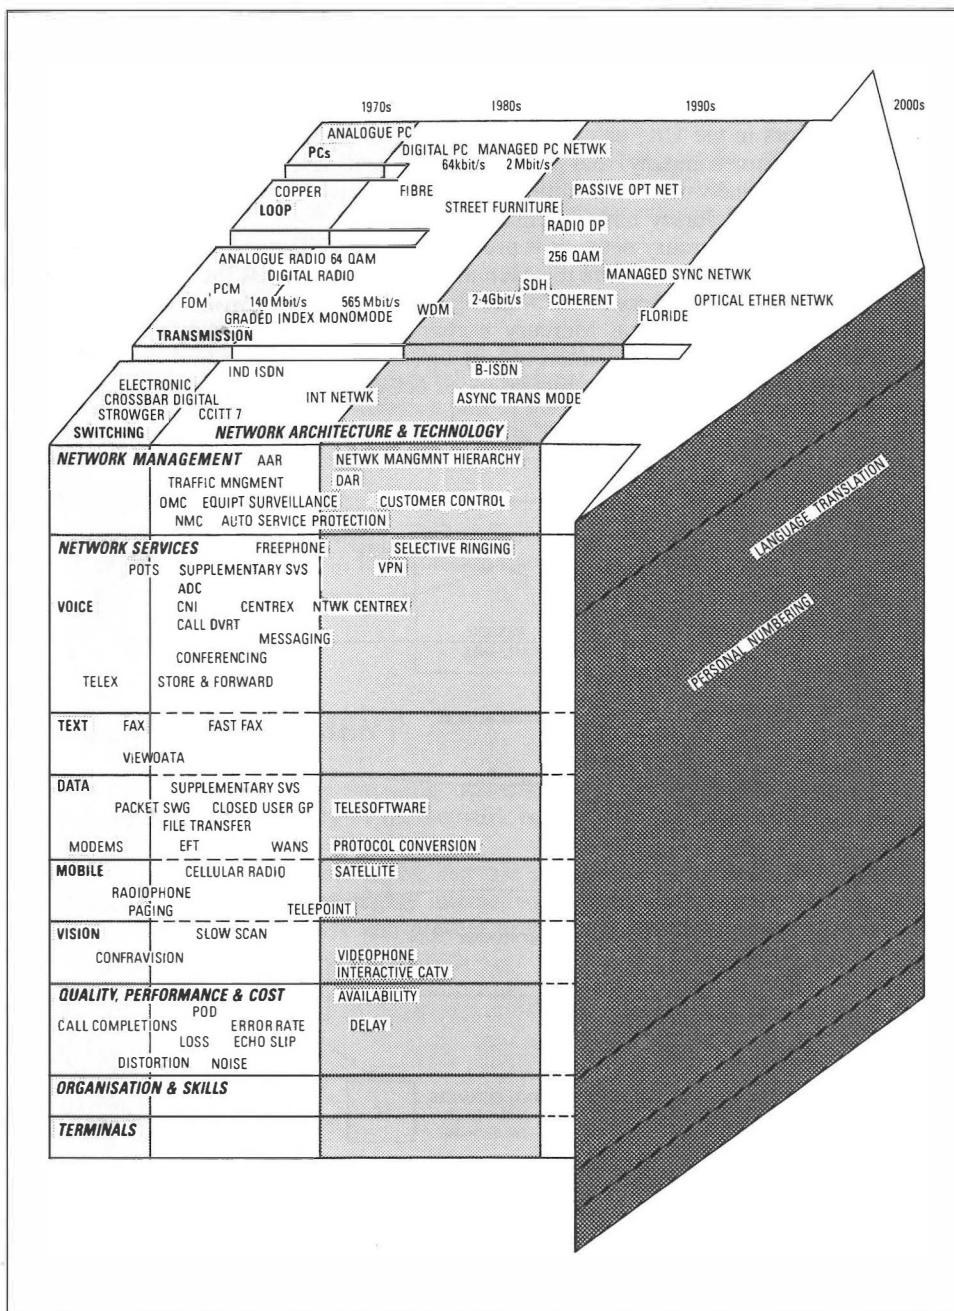 1970s 1980s 1990s 2000s
ANALOGUE PC
PCs DIGITAL PC MANAGED PC NETWK
64kbit/s 2Mbit/s
COPPER FIBRE PASSIVE OPT NET
LOOP STREET FURNITURE
RADIO DP
ANALOGUE RADIO 64 QAM 256 QAM
DIGITAL RADIO MANAGED SYNC NETWK
PCM SDH
FOM 140 Mbit/s 565 Mbit/s WDM 2·4Gbit/s COHERENT OPTICAL ETHER NETWK
GRADED INDEX MONOMODE FLORIDE
TRANSMISSION
IND ISDN B-ISDN
ELECTRONIC
CROSSBAR DIGITAL INT NETWK ASYNC TRANS MODE
STROWGER CCITT 7
SWITCHING NETWORK ARCHITECTURE & TECHNOLOGY
NETWORK MANAGEMENT AAR NETWK MANGMNT HIERARCHY
TRAFFIC MNGMENT DAR
OMC EQUIPT SURVEILLANCE CUSTOMER CONTROL
NMC AUTO SERVICE PROTECTION
NETWORK SERVICES FREEPHONE SELECTIVE RINGING
POTS SUPPLEMENTARY SVS VPN
ADC
VOICE CNI CENTREX NTWK CENTREX
CALL DVRT
MESSAGING
CONFERENCING
TELEX STORE & FORWARD
TEXT FAX FAST FAX
VIEWDATA
DATA SUPPLEMENTARY SVS
PACKET SWG CLOSED USER GP TELESOFTWARE
FILE TRANSFER
MODEMS EFT WANS PROTOCOL CONVERSION
MOBILE CELLULAR RADIO SATELLITE
RADIOPHONE
PAGING TELEPOINT
VISION SLOW SCAN
CONFRAVISION VIDEOPHONE
INTERACTIVE CATV
QUALITY, PERFORMANCE & COST AVAILABILITY
POD
CALL COMPLETIONS ERROR RATE DELAY
LOSS ECHO SLIP
DISTORTION NOISE
ORGANISATION & SKILLS
TERMINALS
LANGUAGE TRANSLATION
PERSONAL NUMBERING